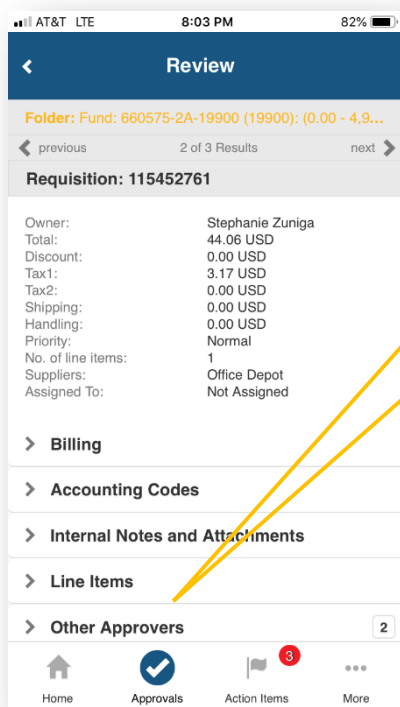 AT&T LTE 8:03 PM 82%
Review
Folder: Fund: 660575-2A-19900 (19900): (0.00 - 4,9...
previous 2 of 3 Results next
Requisition: 115452761
Owner: Stephanie Zuniga
Total: 44.06 USD
Discount: 0.00 USD
Tax1: 3.17 USD
Tax2: 0.00 USD
Shipping: 0.00 USD
Handling: 0.00 USD
Priority: Normal
No. of line items: 1
Suppliers: Office Depot
Assigned To: Not Assigned
Billing
Accounting Codes
Internal Notes and Attachments
Line Items
Other Approvers 2
3
Home Approvals Action Items More